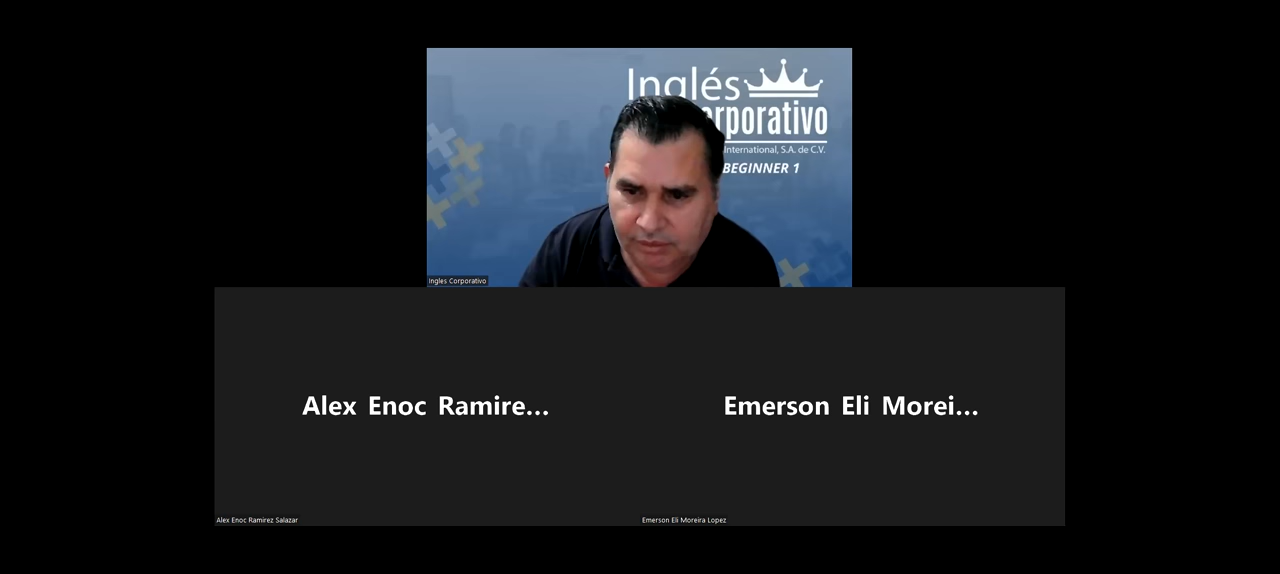 Inglés
orporativo
International, S.A. de C.V.
BEGINNER 1
Ingles Corporativo
Alex Enoc Ramire...
Emerson Eli Morei...
Alex Enoc Ramirez Salazar
Emerson Eli Moreira Lopez